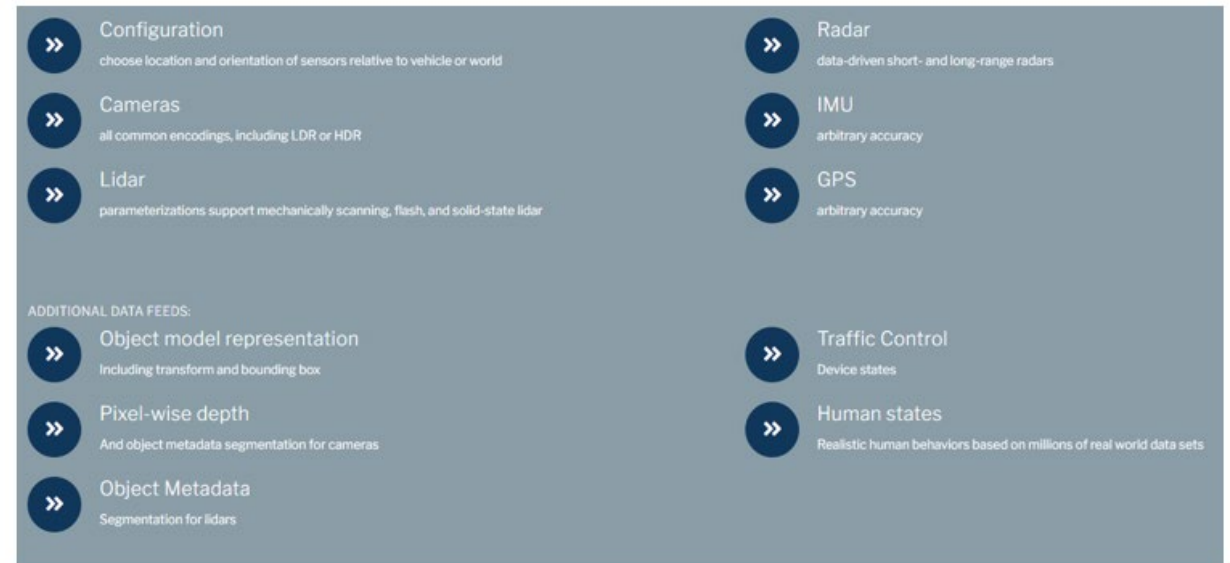 Configuration
choose location and orientation of sensors relative to vehicle or world
Cameras
all common encodings, including LDR or HDR
Lidar
parameterizations support mechanically scanning, flash, and solid-state lidar
Radar
data-driven short- and long-range radars
IMU
arbitrary accuracy
GPS
arbitrary accuracy
ADDITIONAL DATA FEEDS:
Object model representation
Including transform and bounding box
Pixel-wise depth
And object metadata segmentation for cameras
Object Metadata
Segmentation for lidars
Traffic Control
Device states
Human states
Realistic human behaviors based on millions of real world data sets